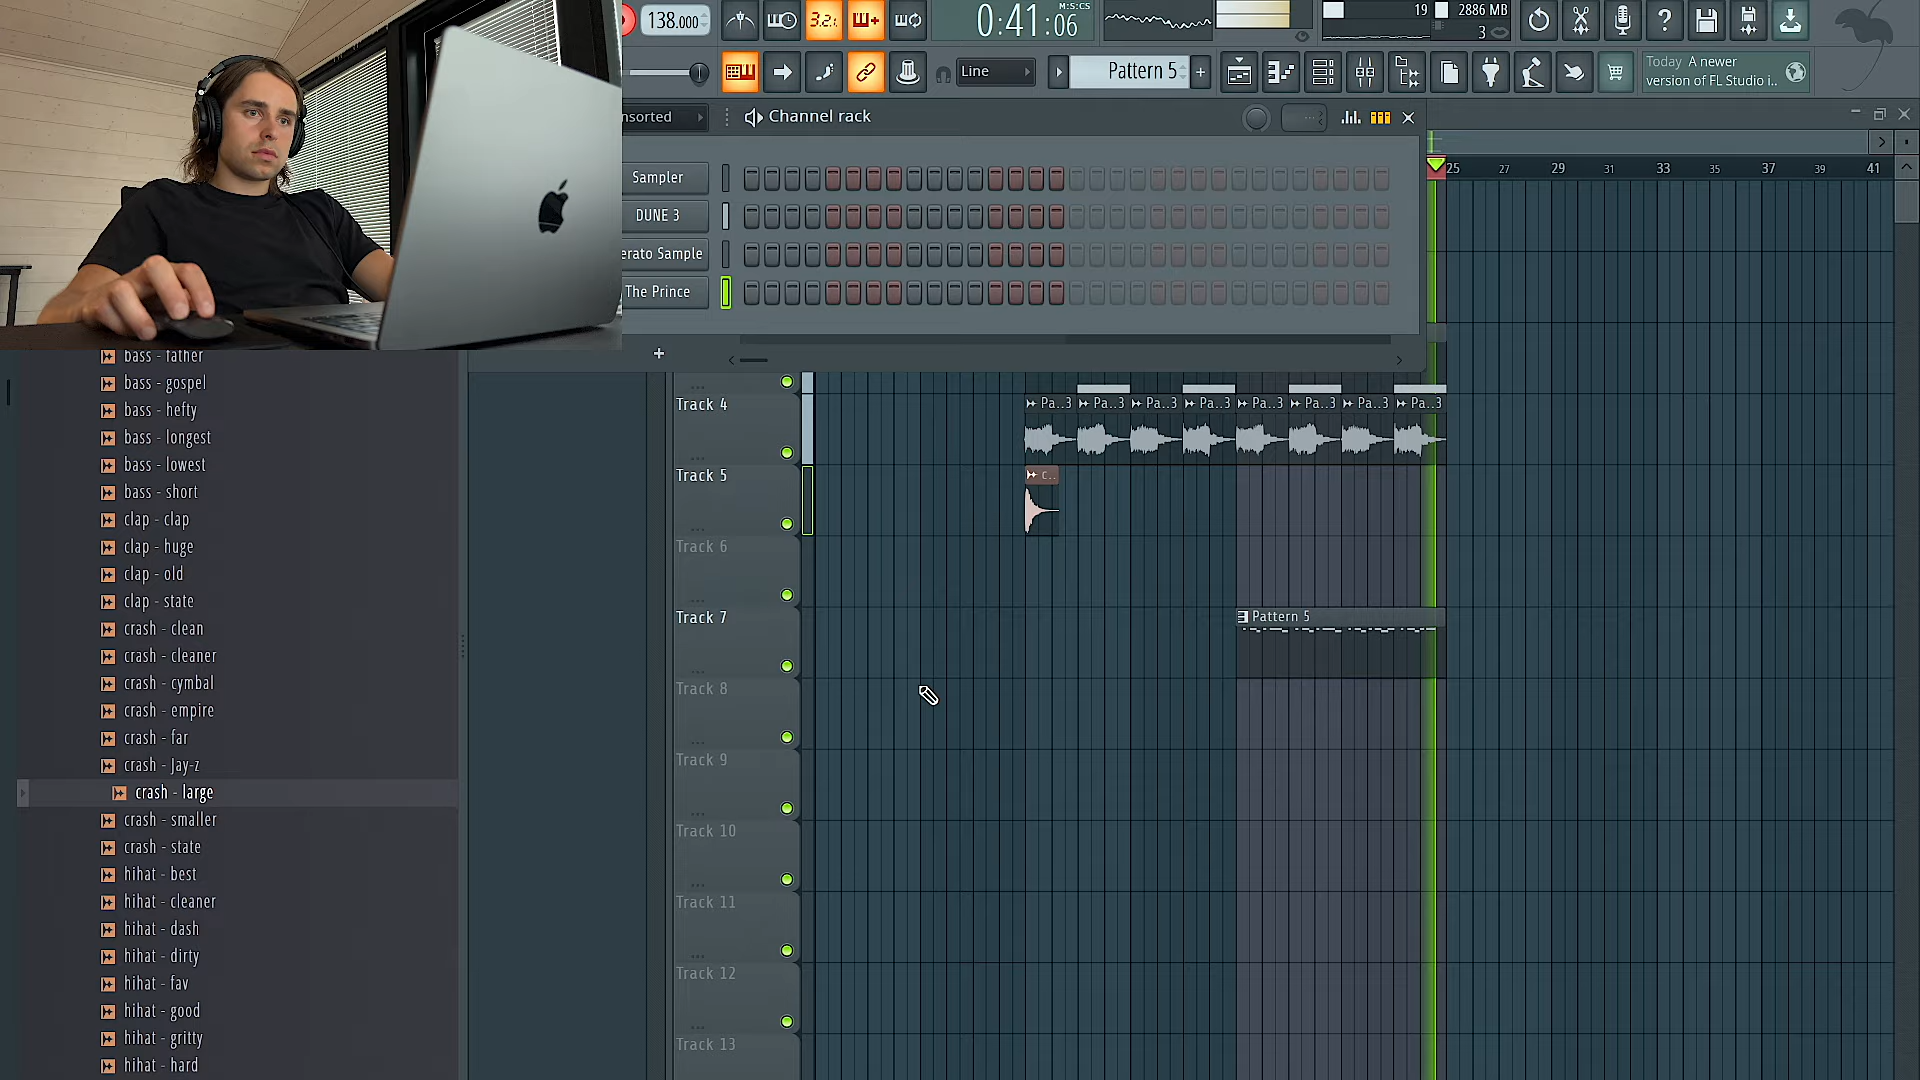 138.000
3.2.
0:41:06
M:S:CS
19
2886 MB
3
Line
Pattern 5
Today A newer
version of FL Studio i..
nsorted
Channel rack
Sampler
DUNE 3
erato Sample
The Prince
25
27
29
31
33
35
37
39
41
bass - father
bass - gospel
bass - hefty
bass - longest
bass - lowest
bass - short
clap - clap
clap - huge
clap - old
clap - state
crash - clean
crash - cleaner
crash - cymbal
crash - empire
crash - far
crash - Jay-z
crash - large
crash - smaller
crash - state
hihat - best
hihat - cleaner
hihat - dash
hihat - dirty
hihat - fav
hihat - good
hihat - gritty
hihat - hard
Track 4
Pa..3 Pa..3 Pa..3 Pa..3 Pa..3 Pa..3 Pa..3 Pa..3
Track 5
c..
Track 6
Track 7
Pattern 5
Track 8
Track 9
Track 10
Track 11
Track 12
Track 13